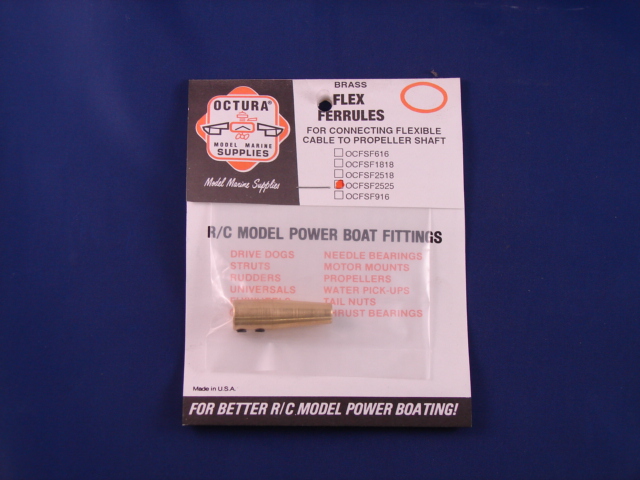 OCTURA®
MODEL MARINE
SUPPLIES
Model Marine Supplies
BRASS
FLEX
FERRULES
FOR CONNECTING FLEXIBLE
CABLE TO PROPELLER SHAFT
OCFSF616
OCFSF1818
OCFSF2518
OCFSF2525
OCFSF916
R/C MODEL POWER BOAT FITTINGS
DRIVE DOGS
STRUTS
RUDDERS
UNIVERSALS
NEEDLE BEARINGS
MOTOR MOUNTS
PROPELLERS
WATER PICK-UPS
TAIL NUTS
THRUST BEARINGS
Made in U.S.A.
FOR BETTER R/C MODEL POWER BOATING!